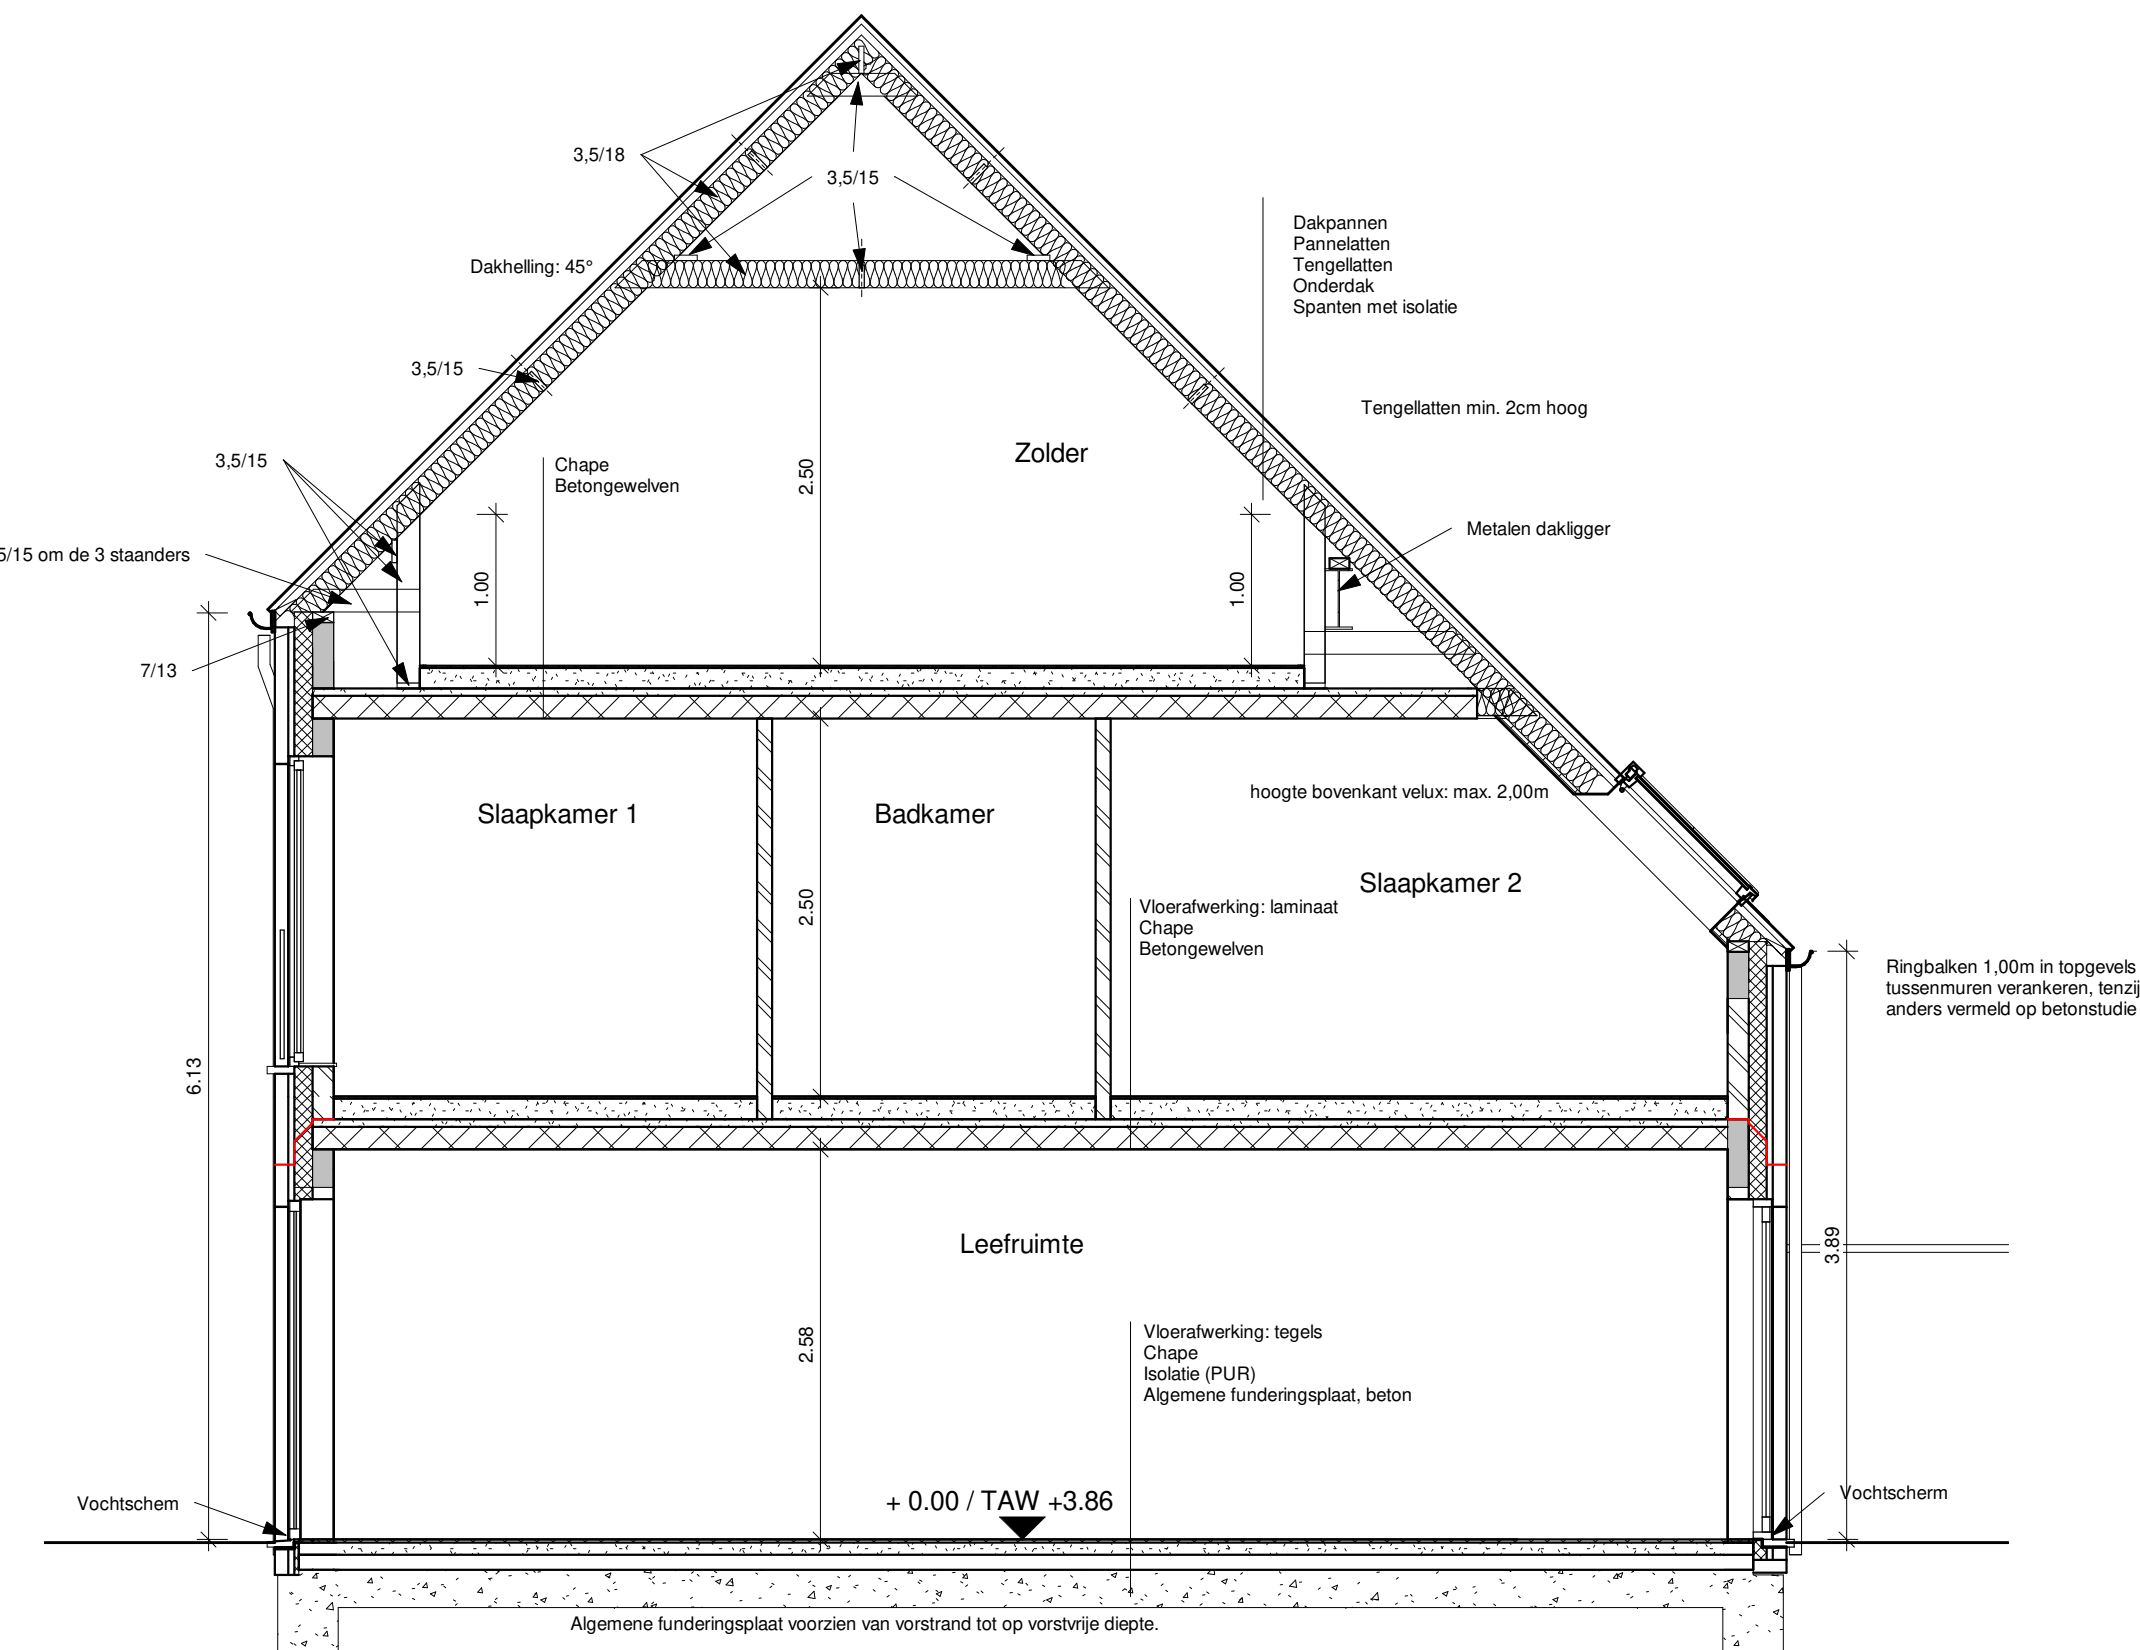 3,5/18
3,5/15
Dakhelling: 45°
Dakpannen
Pannelatten
Tengellatten
Onderdak
Spanten met isolatie
3,5/15
Tengellatten min. 2cm hoog
3,5/15
Chape
Betongewelven
2.50
Zolder
Metalen dakligger
5/15 om de 3 staanders
1.00
1.00
7/13
hoogte bovenkant velux: max. 2,00m
Slaapkamer 1
Badkamer
Slaapkamer 2
2.50
Vloerafwerking: laminaat
Chape
Betongewelven
Ringbalken 1,00m in topgevels
tussenmuren verankeren, tenzij
anders vermeld op betonstudie
6.13
Leefruimte
3.89
2.58
Vloerafwerking: tegels
Chape
Isolatie (PUR)
Algemene funderingsplaat, beton
Vochtschem
+ 0.00 / TAW +3.86
Vochtscherm
Algemene funderingsplaat voorzien van vorstrand tot op vorstvrije diepte.